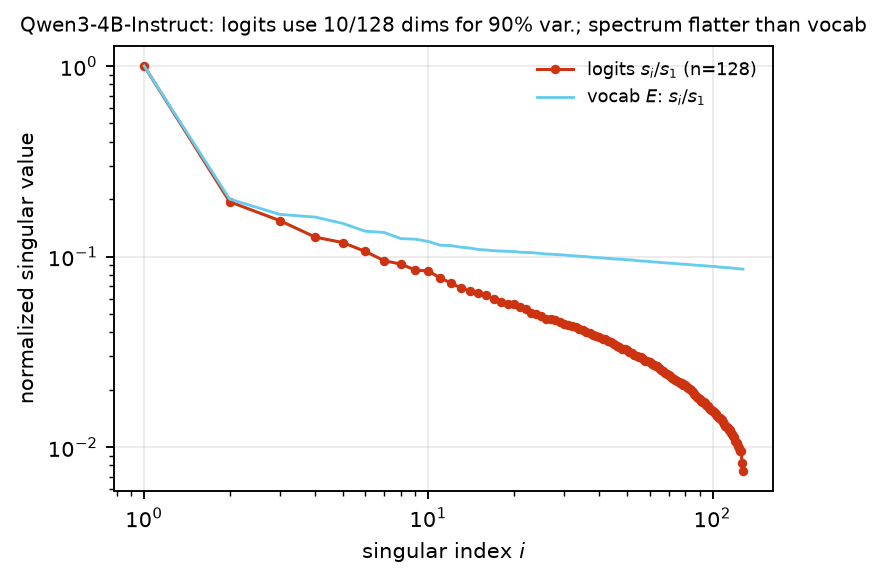 Qwen3-4B-Instruct: logits use 10/128 dims for 90% var.; spectrum flatter than vocab
logits s_i/s_1 (n=128)
vocab E: s_i/s_1
normalized singular value
10^0
10^-1
10^-2
10^0
10^1
10^2
singular index i